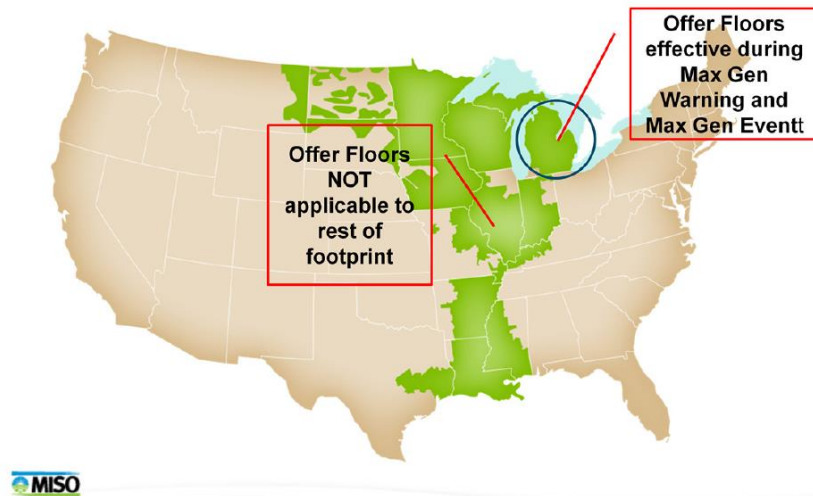 Offer Floors
effective during
Max Gen
Warning and
Max Gen Eventt
Offer Floors
NOT
applicable to
rest of
footprint
MISO